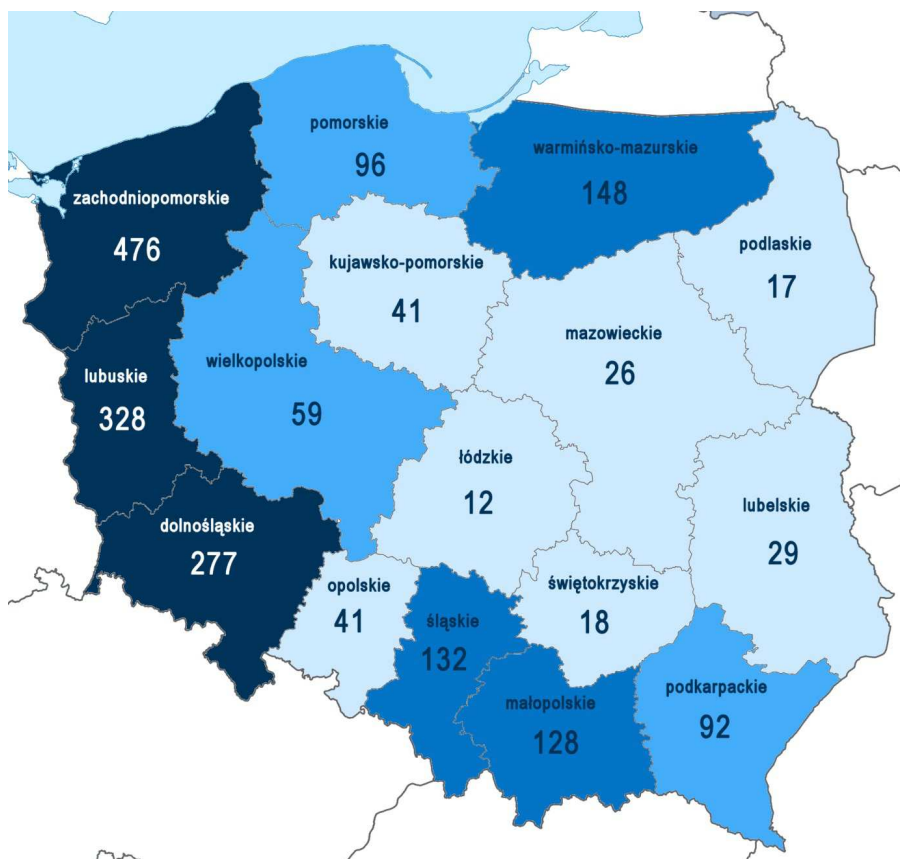 pomorskie
96
warmińsko-mazurskie
148
zachodniopomorskie
476
podlaskie
17
kujawsko-pomorskie
41
mazowieckie
26
wielkopolskie
59
lubuskie
328
łódzkie
12
lubelskie
29
dolnośląskie
277
opolskie
41
świętokrzyskie
18
śląskie
132
małopolskie
128
podkarpackie
92